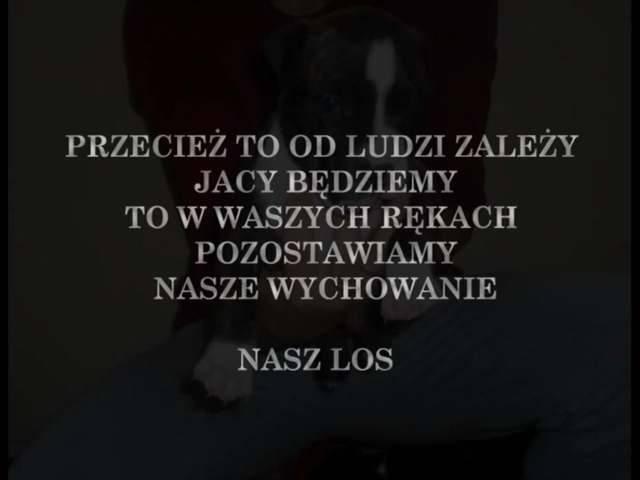 PRZECIEŻ TO OD LUDZI ZALEŻY
JACY BĘDZIEMY
TO W WASZYCH RĘKACH
POZOSTAWIAMY
NASZE WYCHOWANIE
NASZ LOS